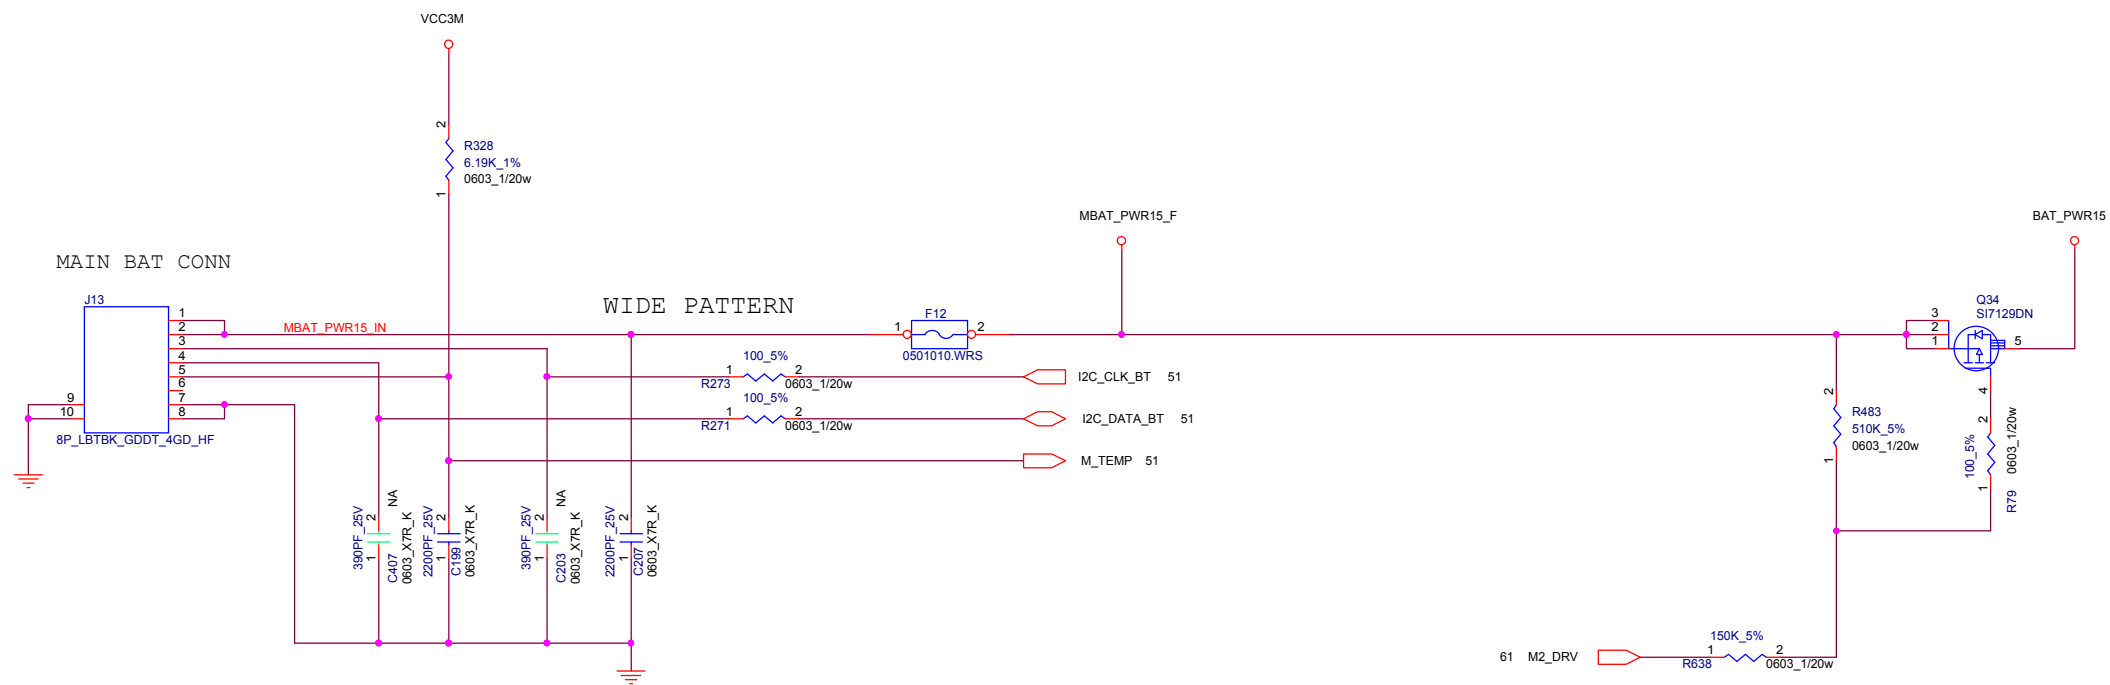 VCC3M
2
R328
6.19K_1%
0603_1/20w
1
MBAT_PWR15_F
BAT_PWR15
MAIN BAT CONN
WIDE PATTERN
J13
1
2
3
4
5
6
7
8
9
10
8P_LBTBK_GDDT_4GD_HF
MBAT_PWR15_IN
F12
1
2
0501010.WRS
Q34
SI7129DN
3
2
1
5
4
100_5%
1
2
R273
0603_1/20w
I2C_CLK_BT 51
100_5%
1
2
R271
0603_1/20w
I2C_DATA_BT 51
M_TEMP 51
2
R483
510K_5%
0603_1/20w
1
2
100_5%
0603_1/20w
1
R79
390PF_25V
2
1
NA
C407
0603_X7R_K
2200PF_25V
2
1
C199
0603_X7R_K
390PF_25V
2
1
NA
C203
0603_X7R_K
2200PF_25V
2
1
C207
0603_X7R_K
61 M2_DRV
150K_5%
1
2
R638
0603_1/20w